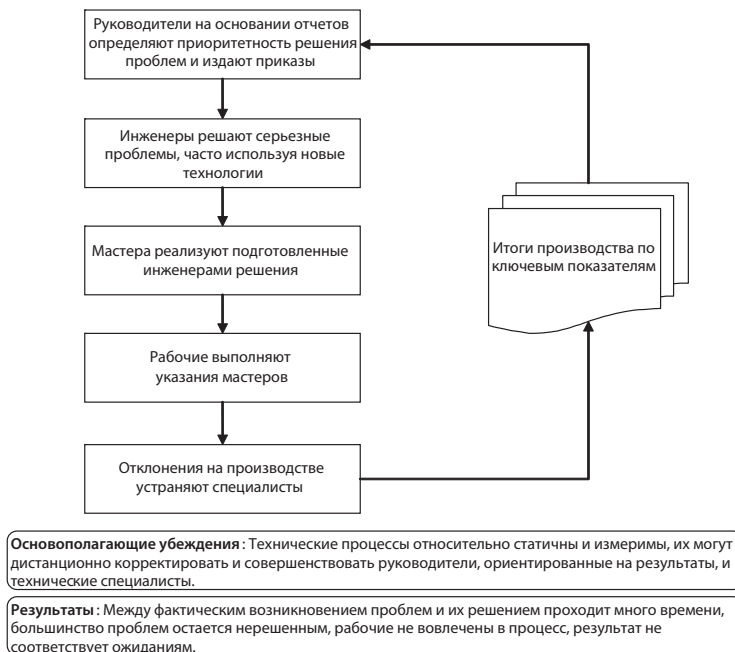 Руководители на основании отчетов
определяют приоритетность решения
проблем и издают приказы
Инженеры решают серьезные
проблемы, часто используя новые
технологии
Мастера реализуют подготовленные
инженерами решения
Рабочие выполняют
указания мастеров
Отклонения на производстве
устраняют специалисты
Итоги производства по
ключевым показателям
Основополагающие убеждения: Технические процессы относительно статичны и измеримы, их могут
дистанционно корректировать и совершенствовать руководители, ориентированные на результаты, и
технические специалисты.
Результаты: Между фактическим возникновением проблем и их решением проходит много времени,
большинство проблем остается нерешенным, рабочие не вовлечены в процесс, результат не
соответствует ожиданиям.